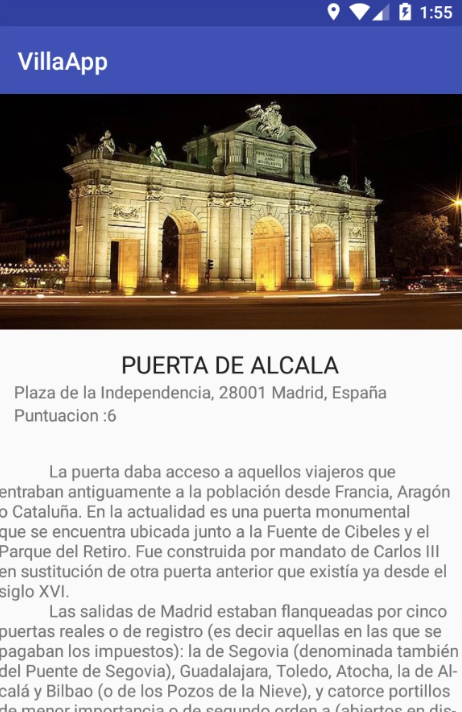 1:55
VillaApp
PUERTA DE ALCALA
Plaza de la Independencia, 28001 Madrid, España
Puntuacion :6
La puerta daba acceso a aquellos viajeros que
entraban antiguamente a la población desde Francia, Aragón
o Cataluña. En la actualidad es una puerta monumental
que se encuentra ubicada junto a la Fuente de Cibeles y el
Parque del Retiro. Fue construida por mandato de Carlos III
en sustitución de otra puerta anterior que existía ya desde el
siglo XVI.
Las salidas de Madrid estaban flanqueadas por cinco
puertas reales o de registro (es decir aquellas en las que se
pagaban los impuestos): la de Segovia (denominada también
del Puente de Segovia), Guadalajara, Toledo, Atocha, la de Al-
calá y Bilbao (o de los Pozos de la Nieve), y catorce portillos
de menor importancia o de segundo orden a (abiertos en dis-